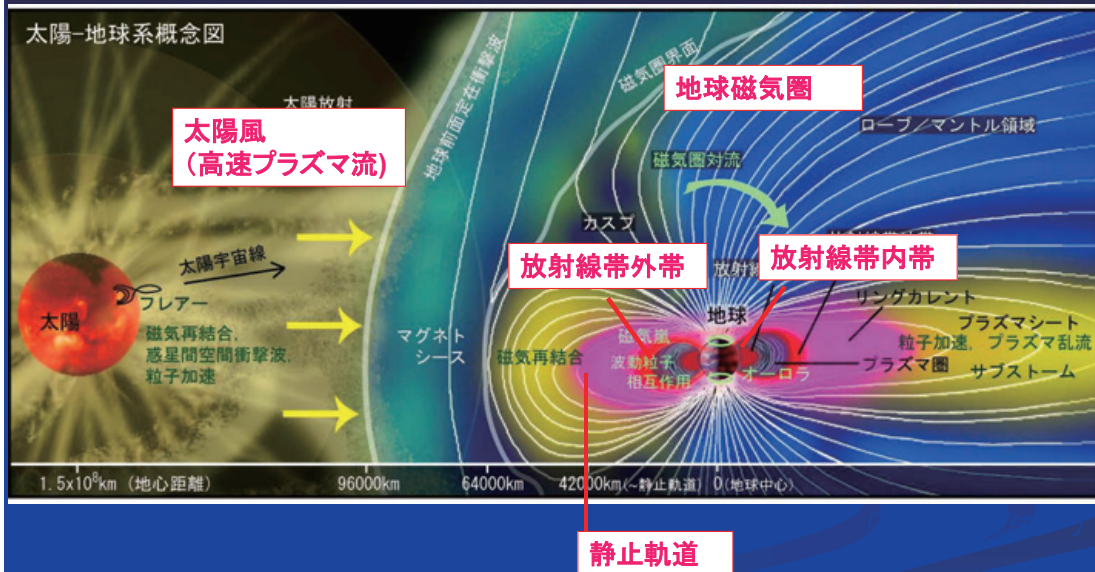 太陽−地球系概念図
太陽放射
太陽風
(高速プラズマ流)
地球前面定在衝撃波
磁気圏界面
地球磁気圏
ローブ/マントル領域
磁気圏対流
カスプ
放射線帯外帯
放射線帯内帯
太陽宇宙線
フレアー
太陽
磁気再結合,
惑星間空間衝撃波,
粒子加速
マグネト
シース
磁気再結合
磁気嵐
波動粒子
相互作用
地球
オーロラ
リングカレント
プラズマシート
粒子加速, プラズマ乱流
プラズマ圏
サブストーム
1.5x10⁸km (地心距離)
96000km
64000km
42000km(~静止軌道)
0(地球中心)
静止軌道